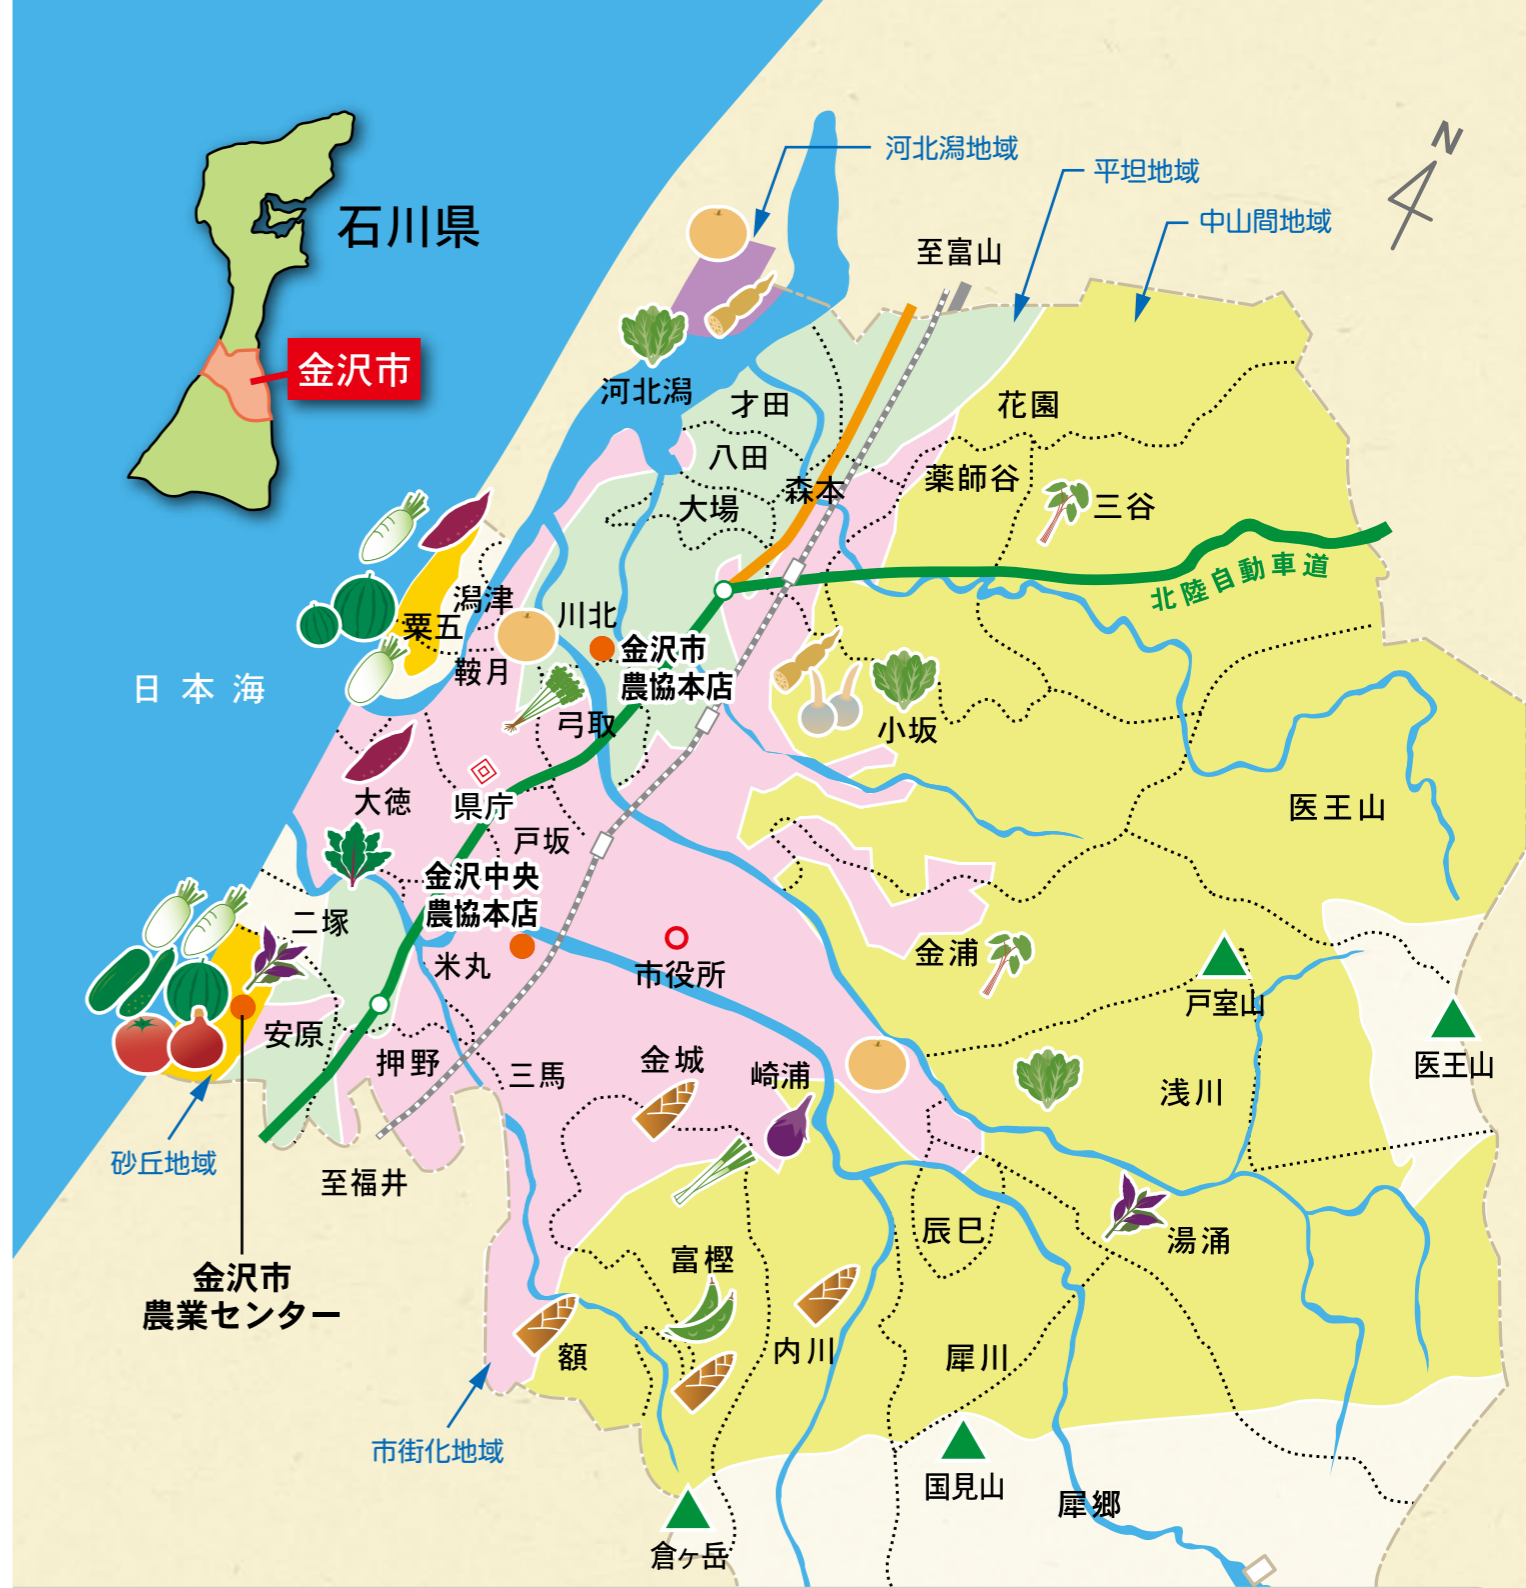 河北潟地域
平坦地域
中山間地域
N
石川県
至富山
金沢市
河北潟
才田
花園
八田
薬師谷
森本
大場
三谷
北陸自動車道
潟津
粟五
川北
金沢市
農協本店
鞍月
日本海
弓取
小坂
大徳
県庁
医王山
戸坂
金沢中央
農協本店
二塚
米丸
市役所
金浦
戸室山
安原
押野
三馬
金城
崎浦
医王山
浅川
砂丘地域
至福井
辰巳
湯涌
富樫
金沢市
農業センター
額
内川
犀川
市街化地域
国見山
犀郷
倉ヶ岳